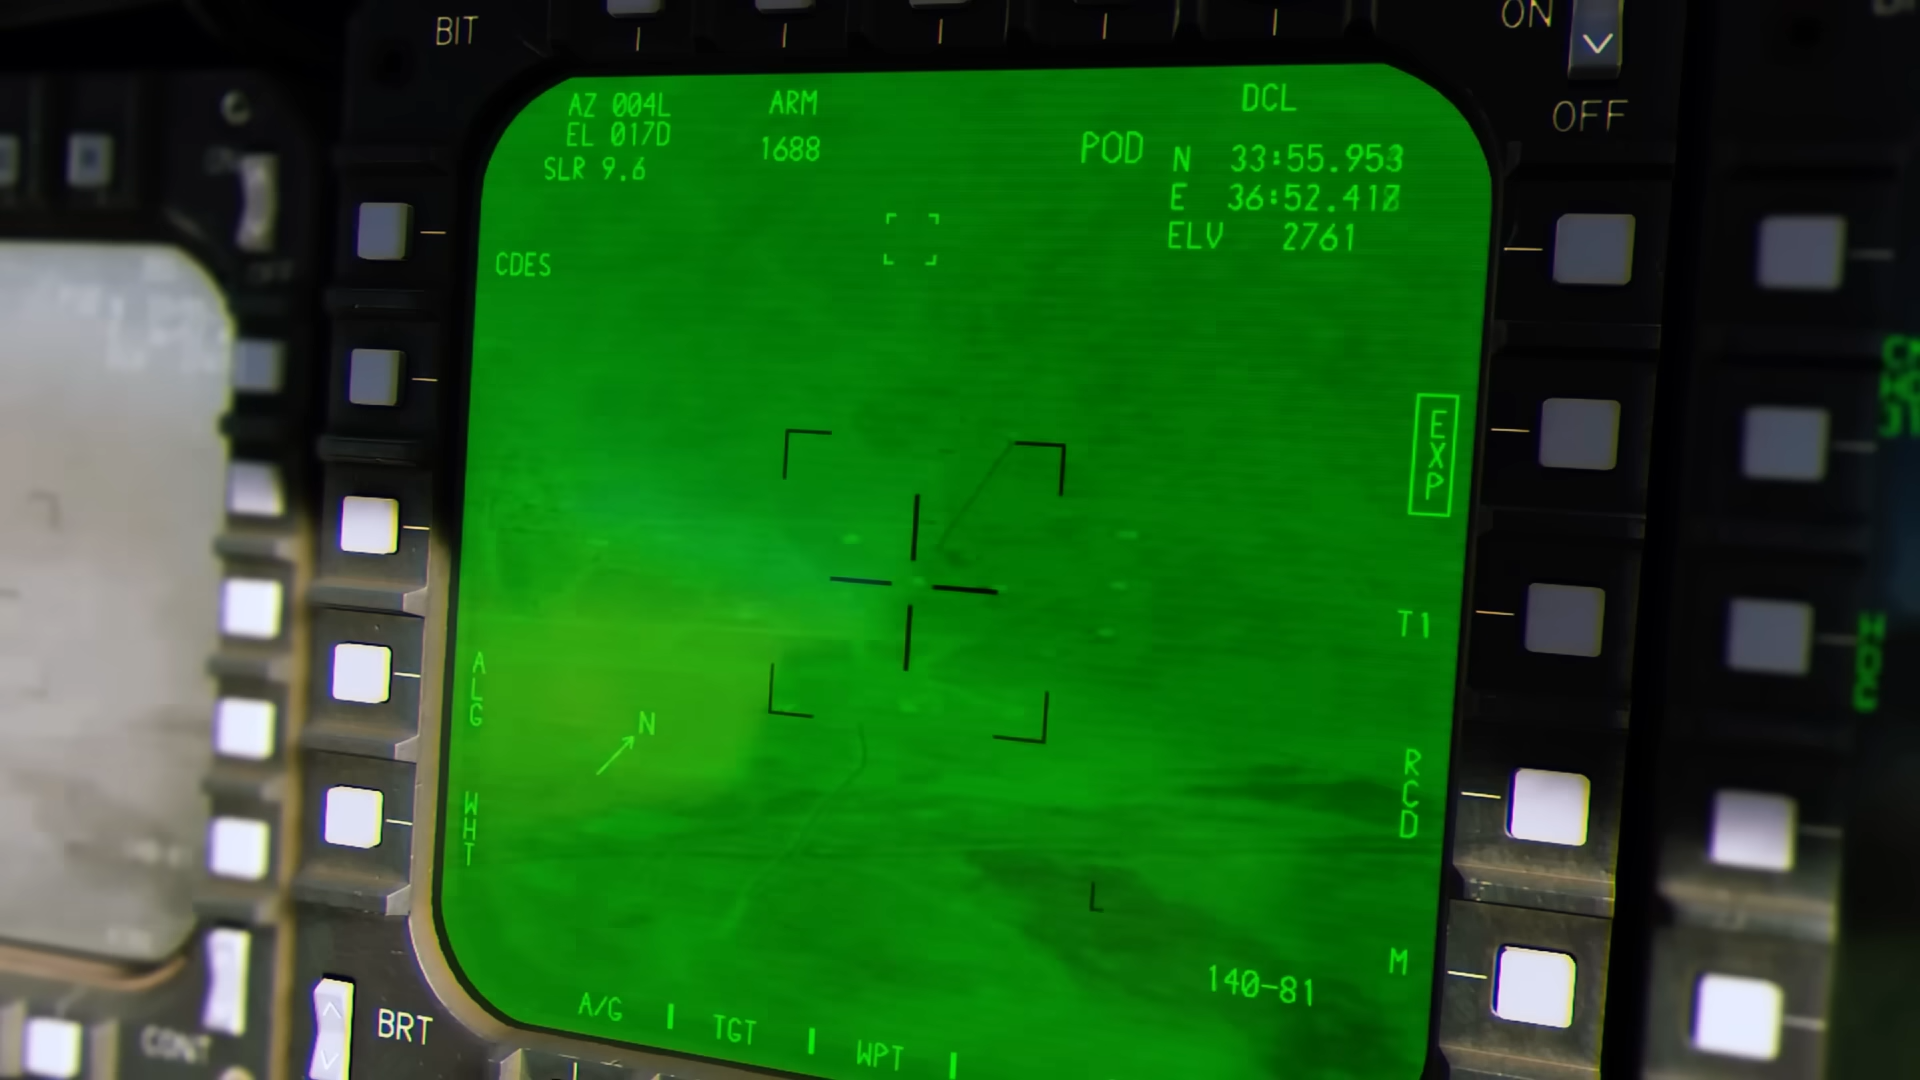 BIT
ON
OFF
AZ 004L
EL 017D
SLR 9.6
ARM
1688
DCL
POD
N 33:55.953
E 36:52.41
ELV 2761
CDES
EXP
T1
ALG
N
RCD
WHT
M
140-81
A/G
TGT
WPT
BRT
CONT